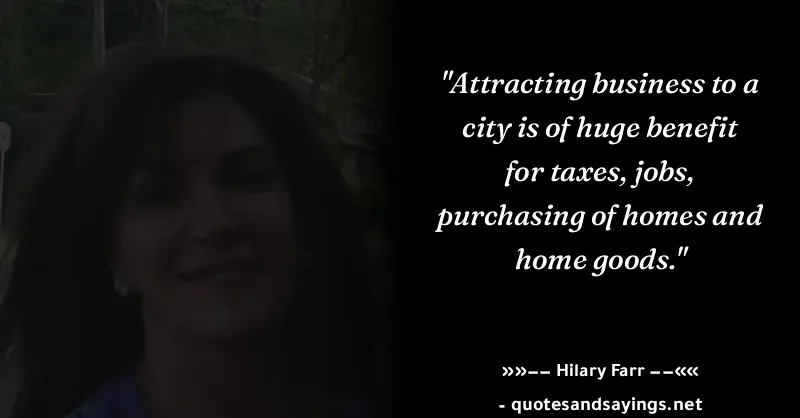 "Attracting business to a
city is of huge benefit
for taxes, jobs,
purchasing of homes and
home goods."
»»−− Hilary Farr −−««
- quotesandsayings.net